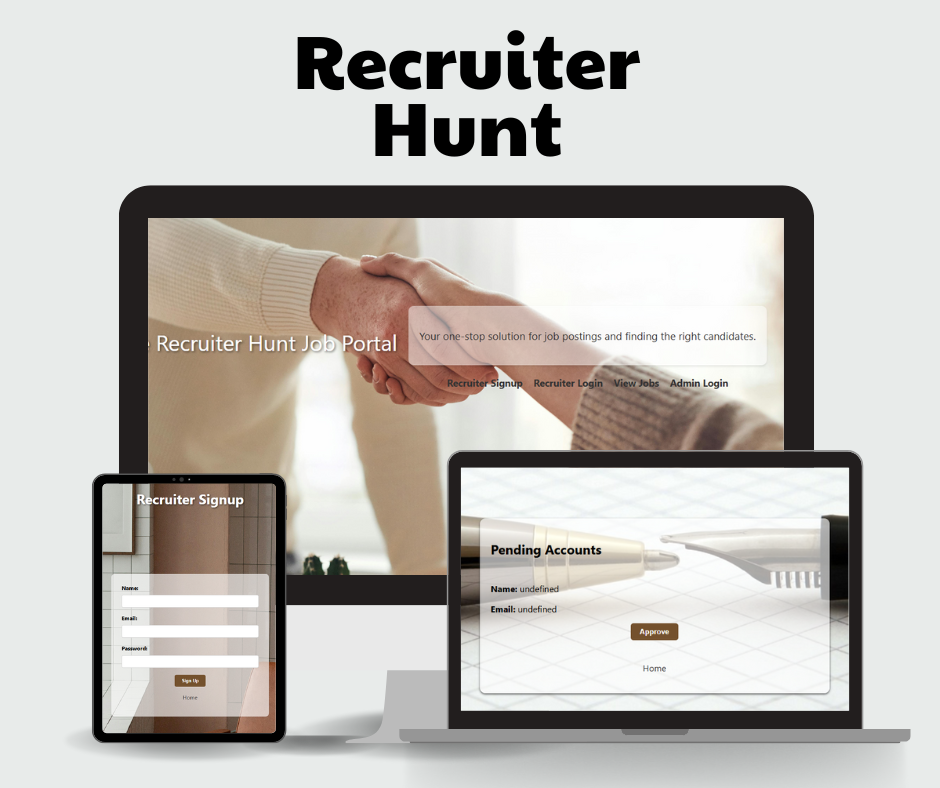 Recruiter
Hunt
Recruiter Hunt Job Portal
Your one-stop solution for job postings and finding the right candidates.
Recruiter Signup Recruiter Login View Jobs Admin Login
Recruiter Signup
Name:
Email:
Password:
Sign Up
Home
Pending Accounts
Name: undefined
Email: undefined
Approve
Home